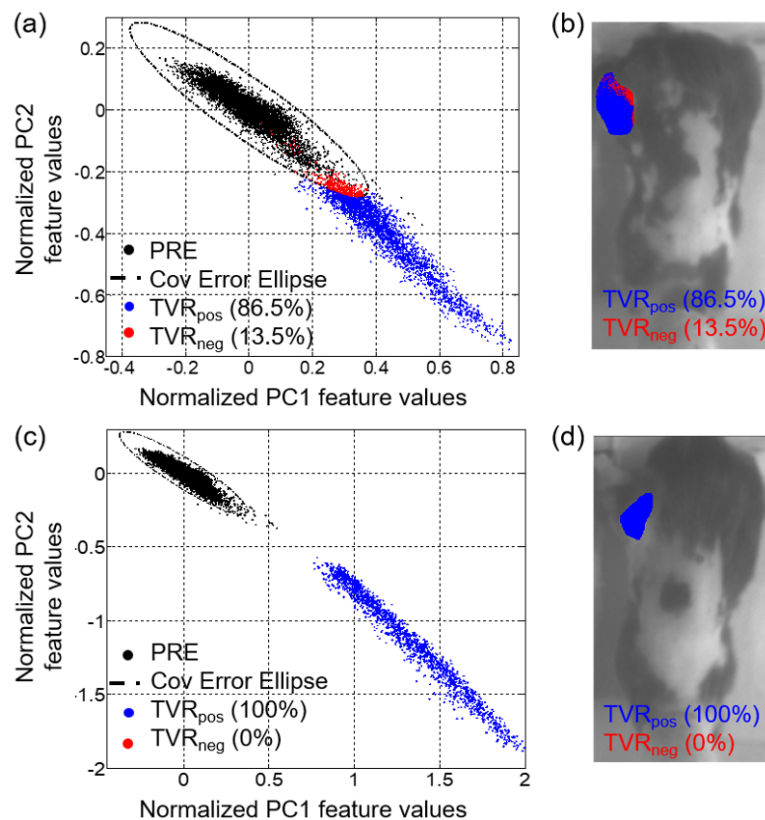 (a)
Normalized PC2
feature values
0.2
0
-0.2
-0.4
-0.6
-0.8
PRE
Cov Error Ellipse
TVRpos (86.5%)
TVRneg (13.5%)
-0.4 -0.2 0 0.2 0.4 0.6 0.8
Normalized PC1 feature values
(b)
TVRpos (86.5%)
TVRneg (13.5%)
(c)
Normalized PC2
feature values
0
-0.5
-1
-1.5
-2
PRE
Cov Error Ellipse
TVRpos (100%)
TVRneg (0%)
0 0.5 1 1.5 2
Normalized PC1 feature values
(d)
TVRpos (100%)
TVRneg (0%)